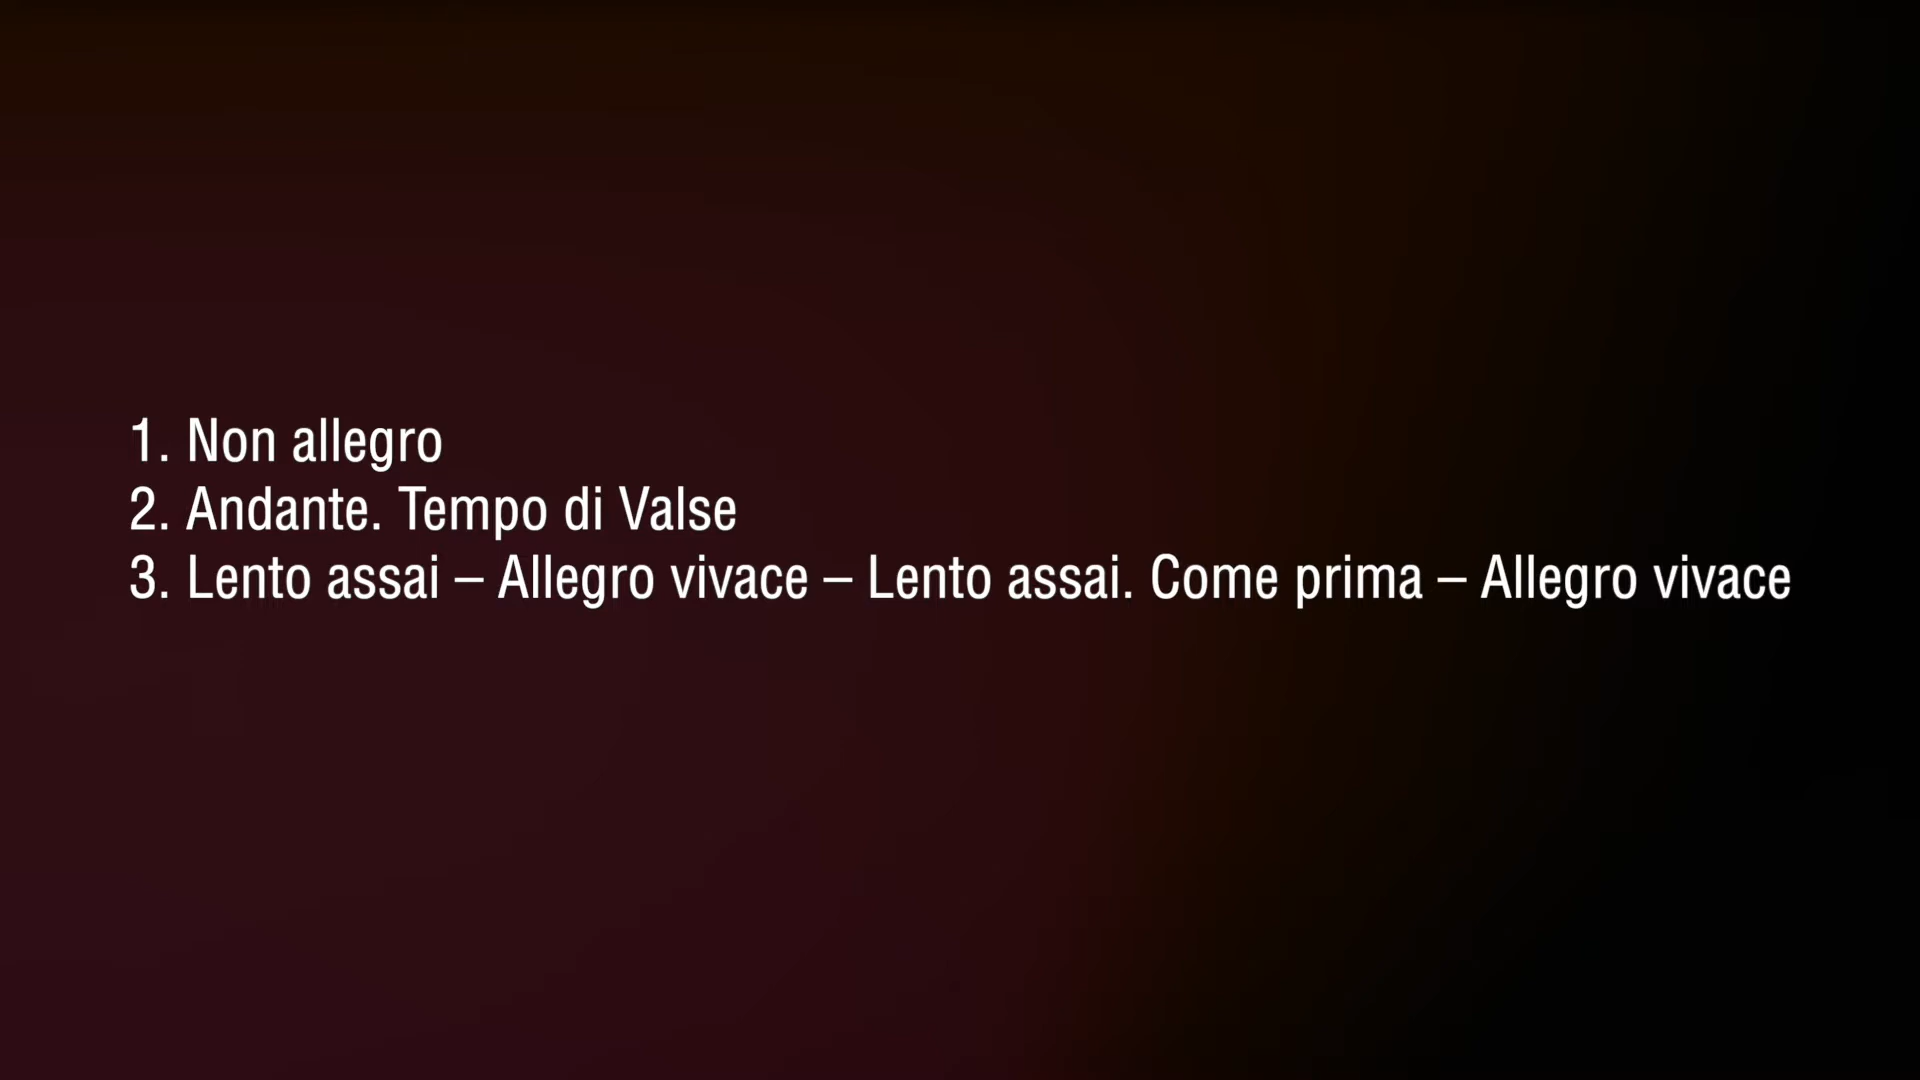 1. Non allegro
2. Andante. Tempo di Valse
3. Lento assai – Allegro vivace – Lento assai. Come prima – Allegro vivace